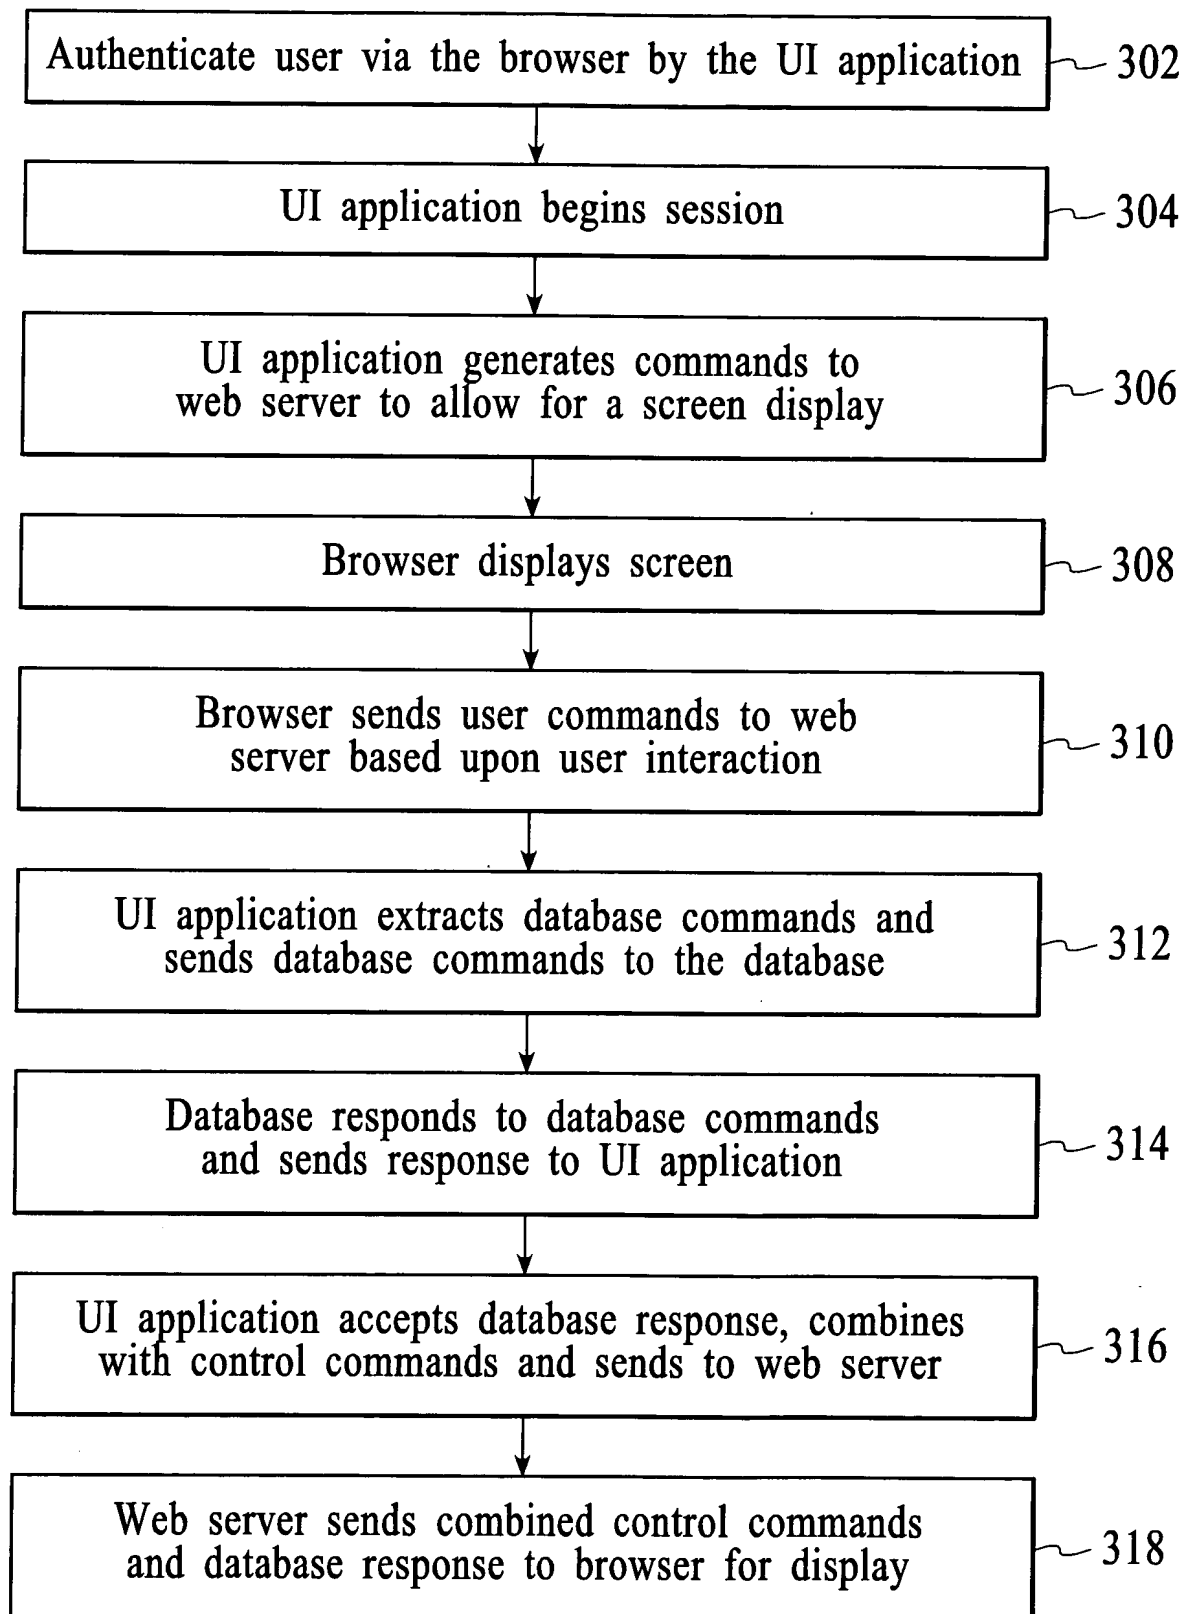 Authenticate user via the browser by the UI application
302
UI application begins session
304
UI application generates commands to
web server to allow for a screen display
306
Browser displays screen
308
Browser sends user commands to web
server based upon user interaction
310
UI application extracts database commands and
sends database commands to the database
312
Database responds to database commands
and sends response to UI application
314
UI application accepts database response, combines
with control commands and sends to web server
316
Web server sends combined control commands
and database response to browser for display
318